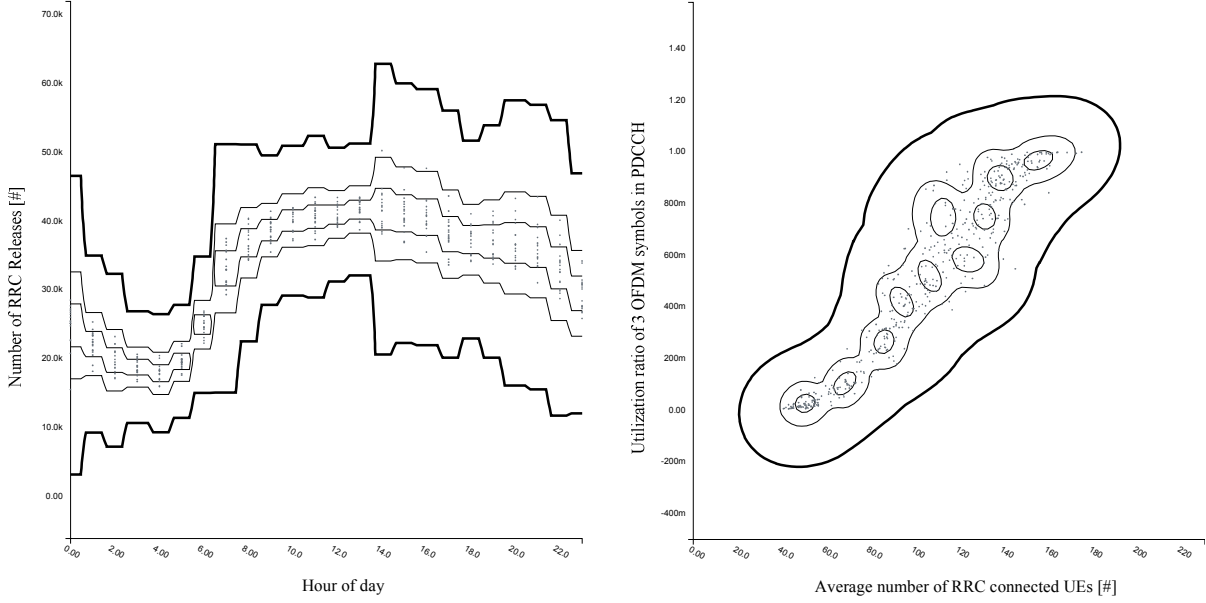 70.0k
60.0k
50.0k
40.0k
30.0k
20.0k
10.0k
0.00
Number of RRC Releases [#]
0.00 2.00 4.00 6.00 8.00 10.0 12.0 14.0 16.0 18.0 20.0 22.0
Hour of day
1.40
1.20
1.00
800m
600m
400m
200m
0.00
-200m
-400m
Utilization ratio of 3 OFDM symbols in PDCCH
0.00 20.0 40.0 60.0 80.0 100 120 140 160 180 200 220
Average number of RRC connected UEs [#]